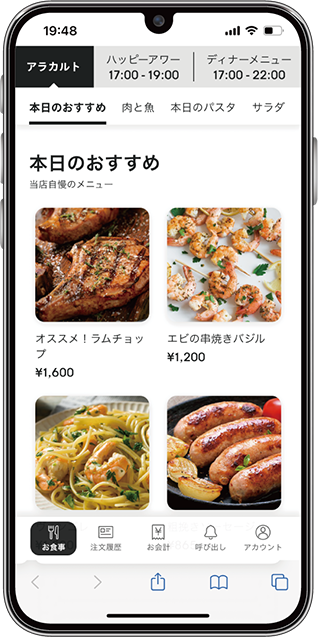 19:48
アラカルト
ハッピーアワー
17:00 - 19:00
ディナーメニュー
17:00 - 22:00
本日のおすすめ 肉と魚 本日のパスタ サラダ
本日のおすすめ
当店自慢のメニュー
オススメ！ラムチョッ
プ
¥1,600
エビの串焼きバジル
¥1,200
お食事 注文履歴 お会計 呼び出し アカウント